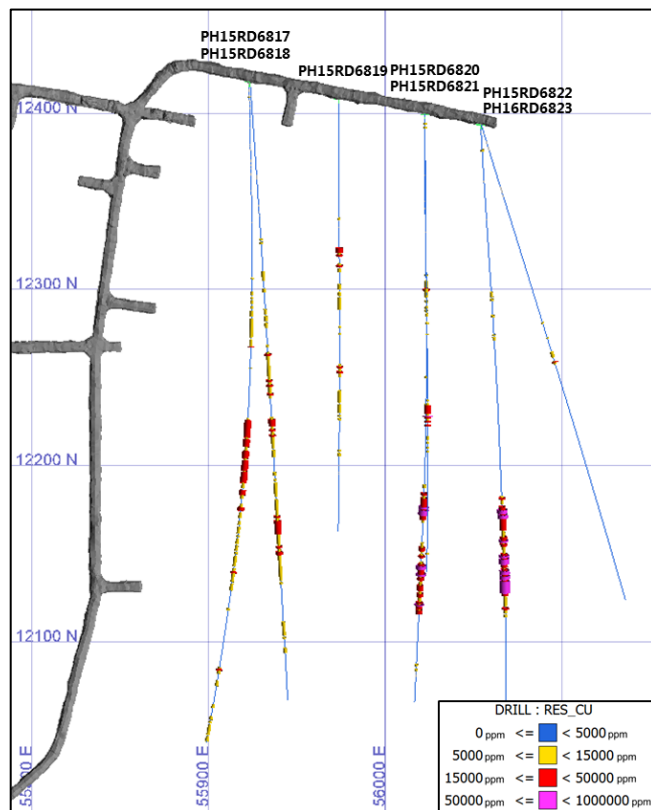 PH15RD6817
PH15RD6818
PH15RD6819
PH15RD6820
PH15RD6821
PH15RD6822
PH16RD6823
12400 N
12300 N
12200 N
12100 N
55900 E
56000 E
DRILL : RES_CU
0 ppm <= < 5000 ppm
5000 ppm <= < 15000 ppm
15000 ppm <= < 50000 ppm
50000 ppm <= < 1000000 ppm